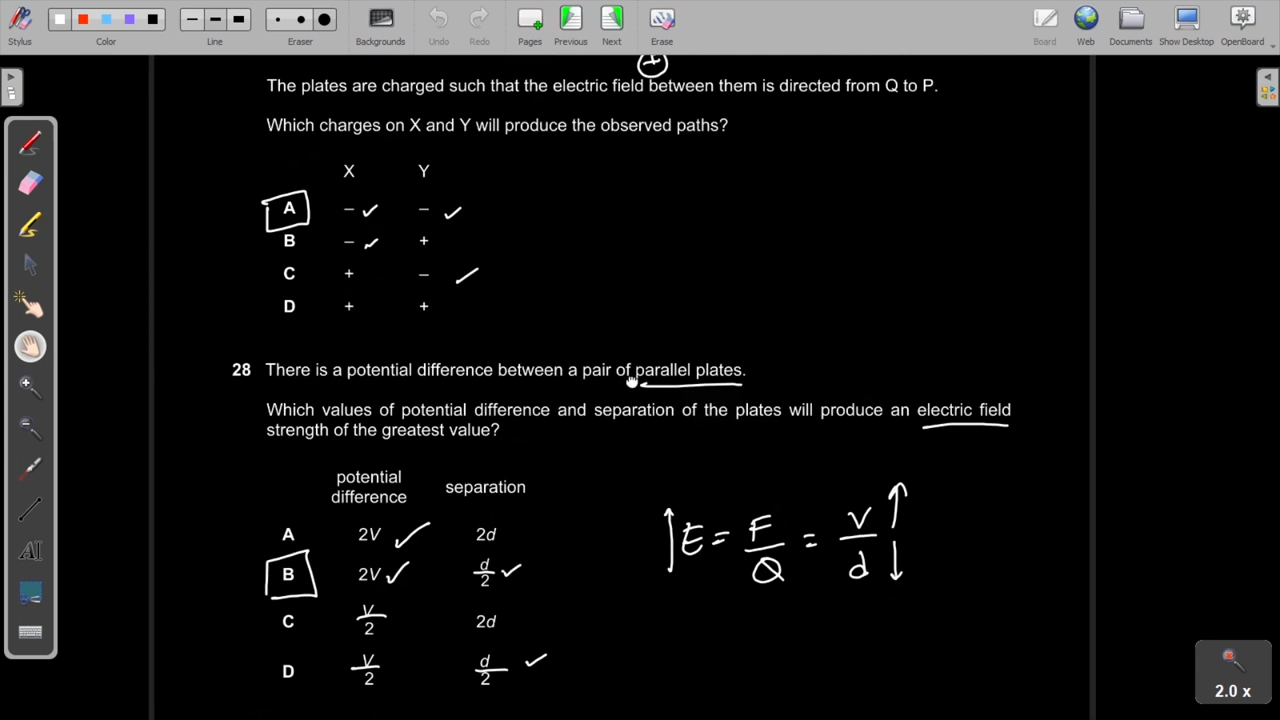 Stylus Color Line Eraser Backgrounds Undo Redo Pages Previous Next Erase Board Web Documents Show Desktop OpenBoard
+
The plates are charged such that the electric field between them is directed from Q to P.
Which charges on X and Y will produce the observed paths?
X Y
A – ✓ – ✓
B – ✓ +
C + – ✓
D + +
28 There is a potential difference between a pair of parallel plates.
Which values of potential difference and separation of the plates will produce an electric field
strength of the greatest value?
potential
difference separation
A 2V ✓ 2d
B 2V ✓ d/2 ✓
C V/2 2d
D V/2 d/2 ✓
↑ E = F/Q = V/d ↑ ↓
AI
2.0 x